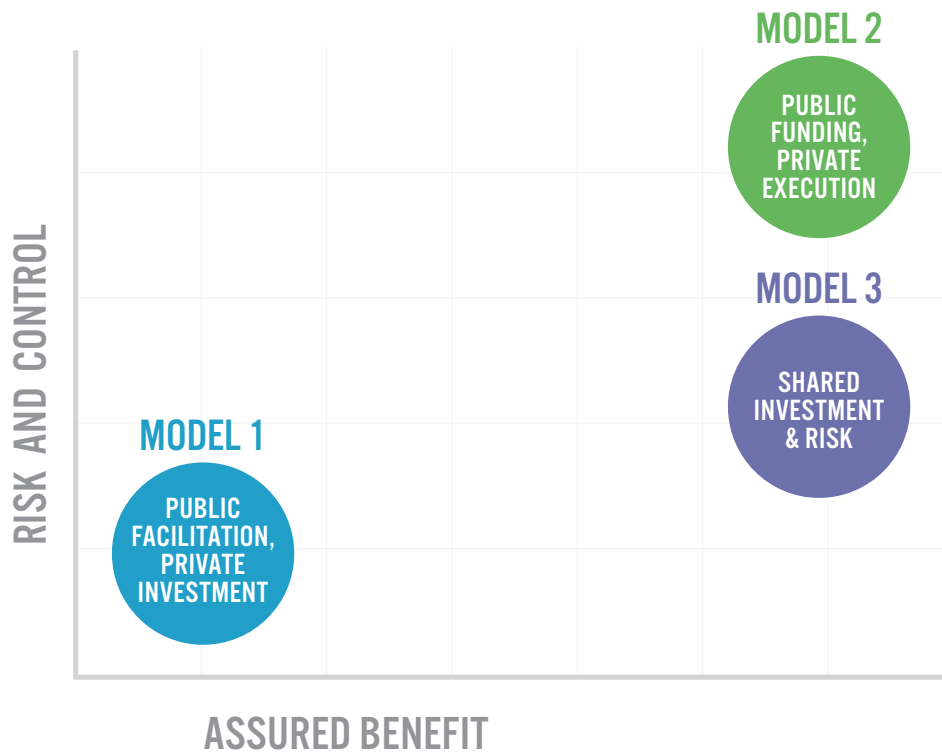 MODEL 2
PUBLIC
FUNDING,
PRIVATE
EXECUTION
MODEL 3
SHARED
INVESTMENT
& RISK
MODEL 1
PUBLIC
FACILITATION,
PRIVATE
INVESTMENT
RISK AND CONTROL
ASSURED BENEFIT